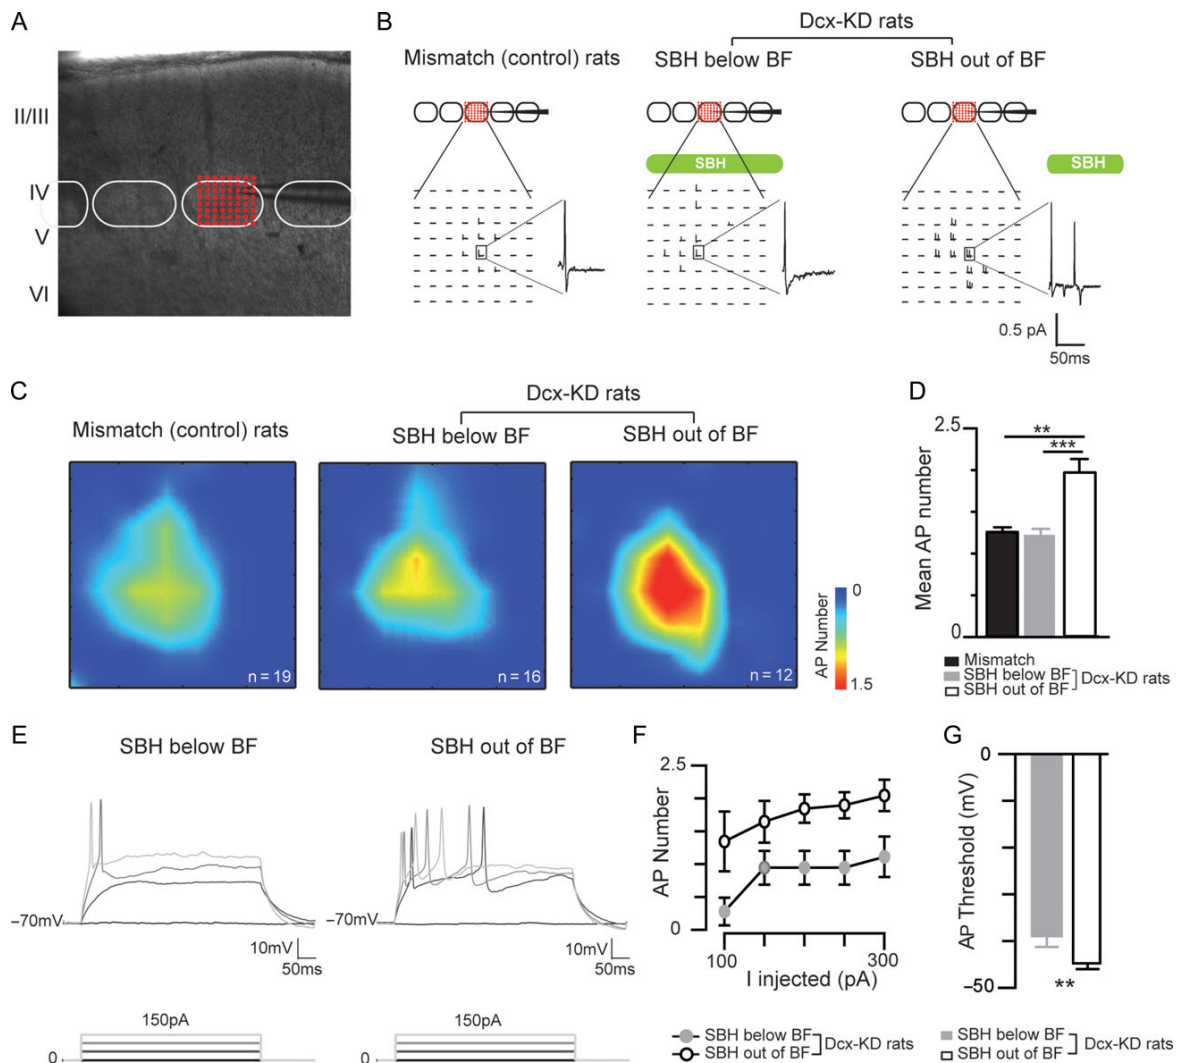 A
II/III
IV
V
VI
B
Dcx-KD rats
Mismatch (control) rats
SBH below BF
SBH out of BF
SBH
SBH
0.5 pA
50ms
C
Dcx-KD rats
Mismatch (control) rats
SBH below BF
SBH out of BF
n = 19
n = 16
n = 12
0
AP Number
1.5
D
2.5
**
***
Mean AP number
0
Mismatch
SBH below BF
SBH out of BF
Dcx-KD rats
E
SBH below BF
SBH out of BF
−70mV
−70mV
10mV
50ms
10mV
50ms
150pA
0
150pA
0
F
2.5
AP Number
0
100
300
I injected (pA)
SBH below BF
SBH out of BF
Dcx-KD rats
G
0
AP Threshold (mV)
−50
**
SBH below BF
SBH out of BF
Dcx-KD rats